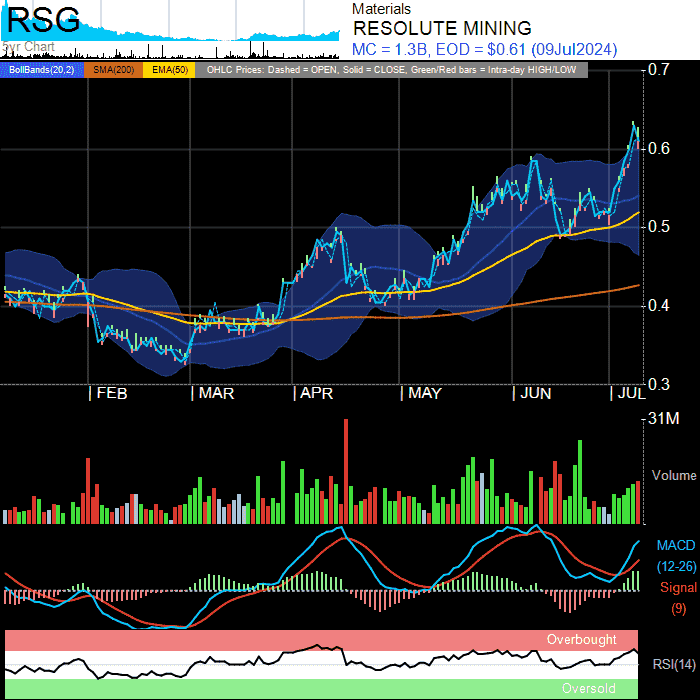 RSG
5yr Chart
Materials
RESOLUTE MINING
MC = 1.3B, EOD = $0.61 (09Jul2024)
BollBands(20,2) SMA(200) EMA(50) OHLC Prices: Dashed = OPEN, Solid = CLOSE, Green/Red bars = Intra-day HIGH/LOW
0.7
0.6
0.5
0.4
0.3
| FEB | MAR | APR | MAY | JUN | JUL
31M
Volume
MACD
(12-26)
Signal
(9)
Overbought
RSI(14)
Oversold